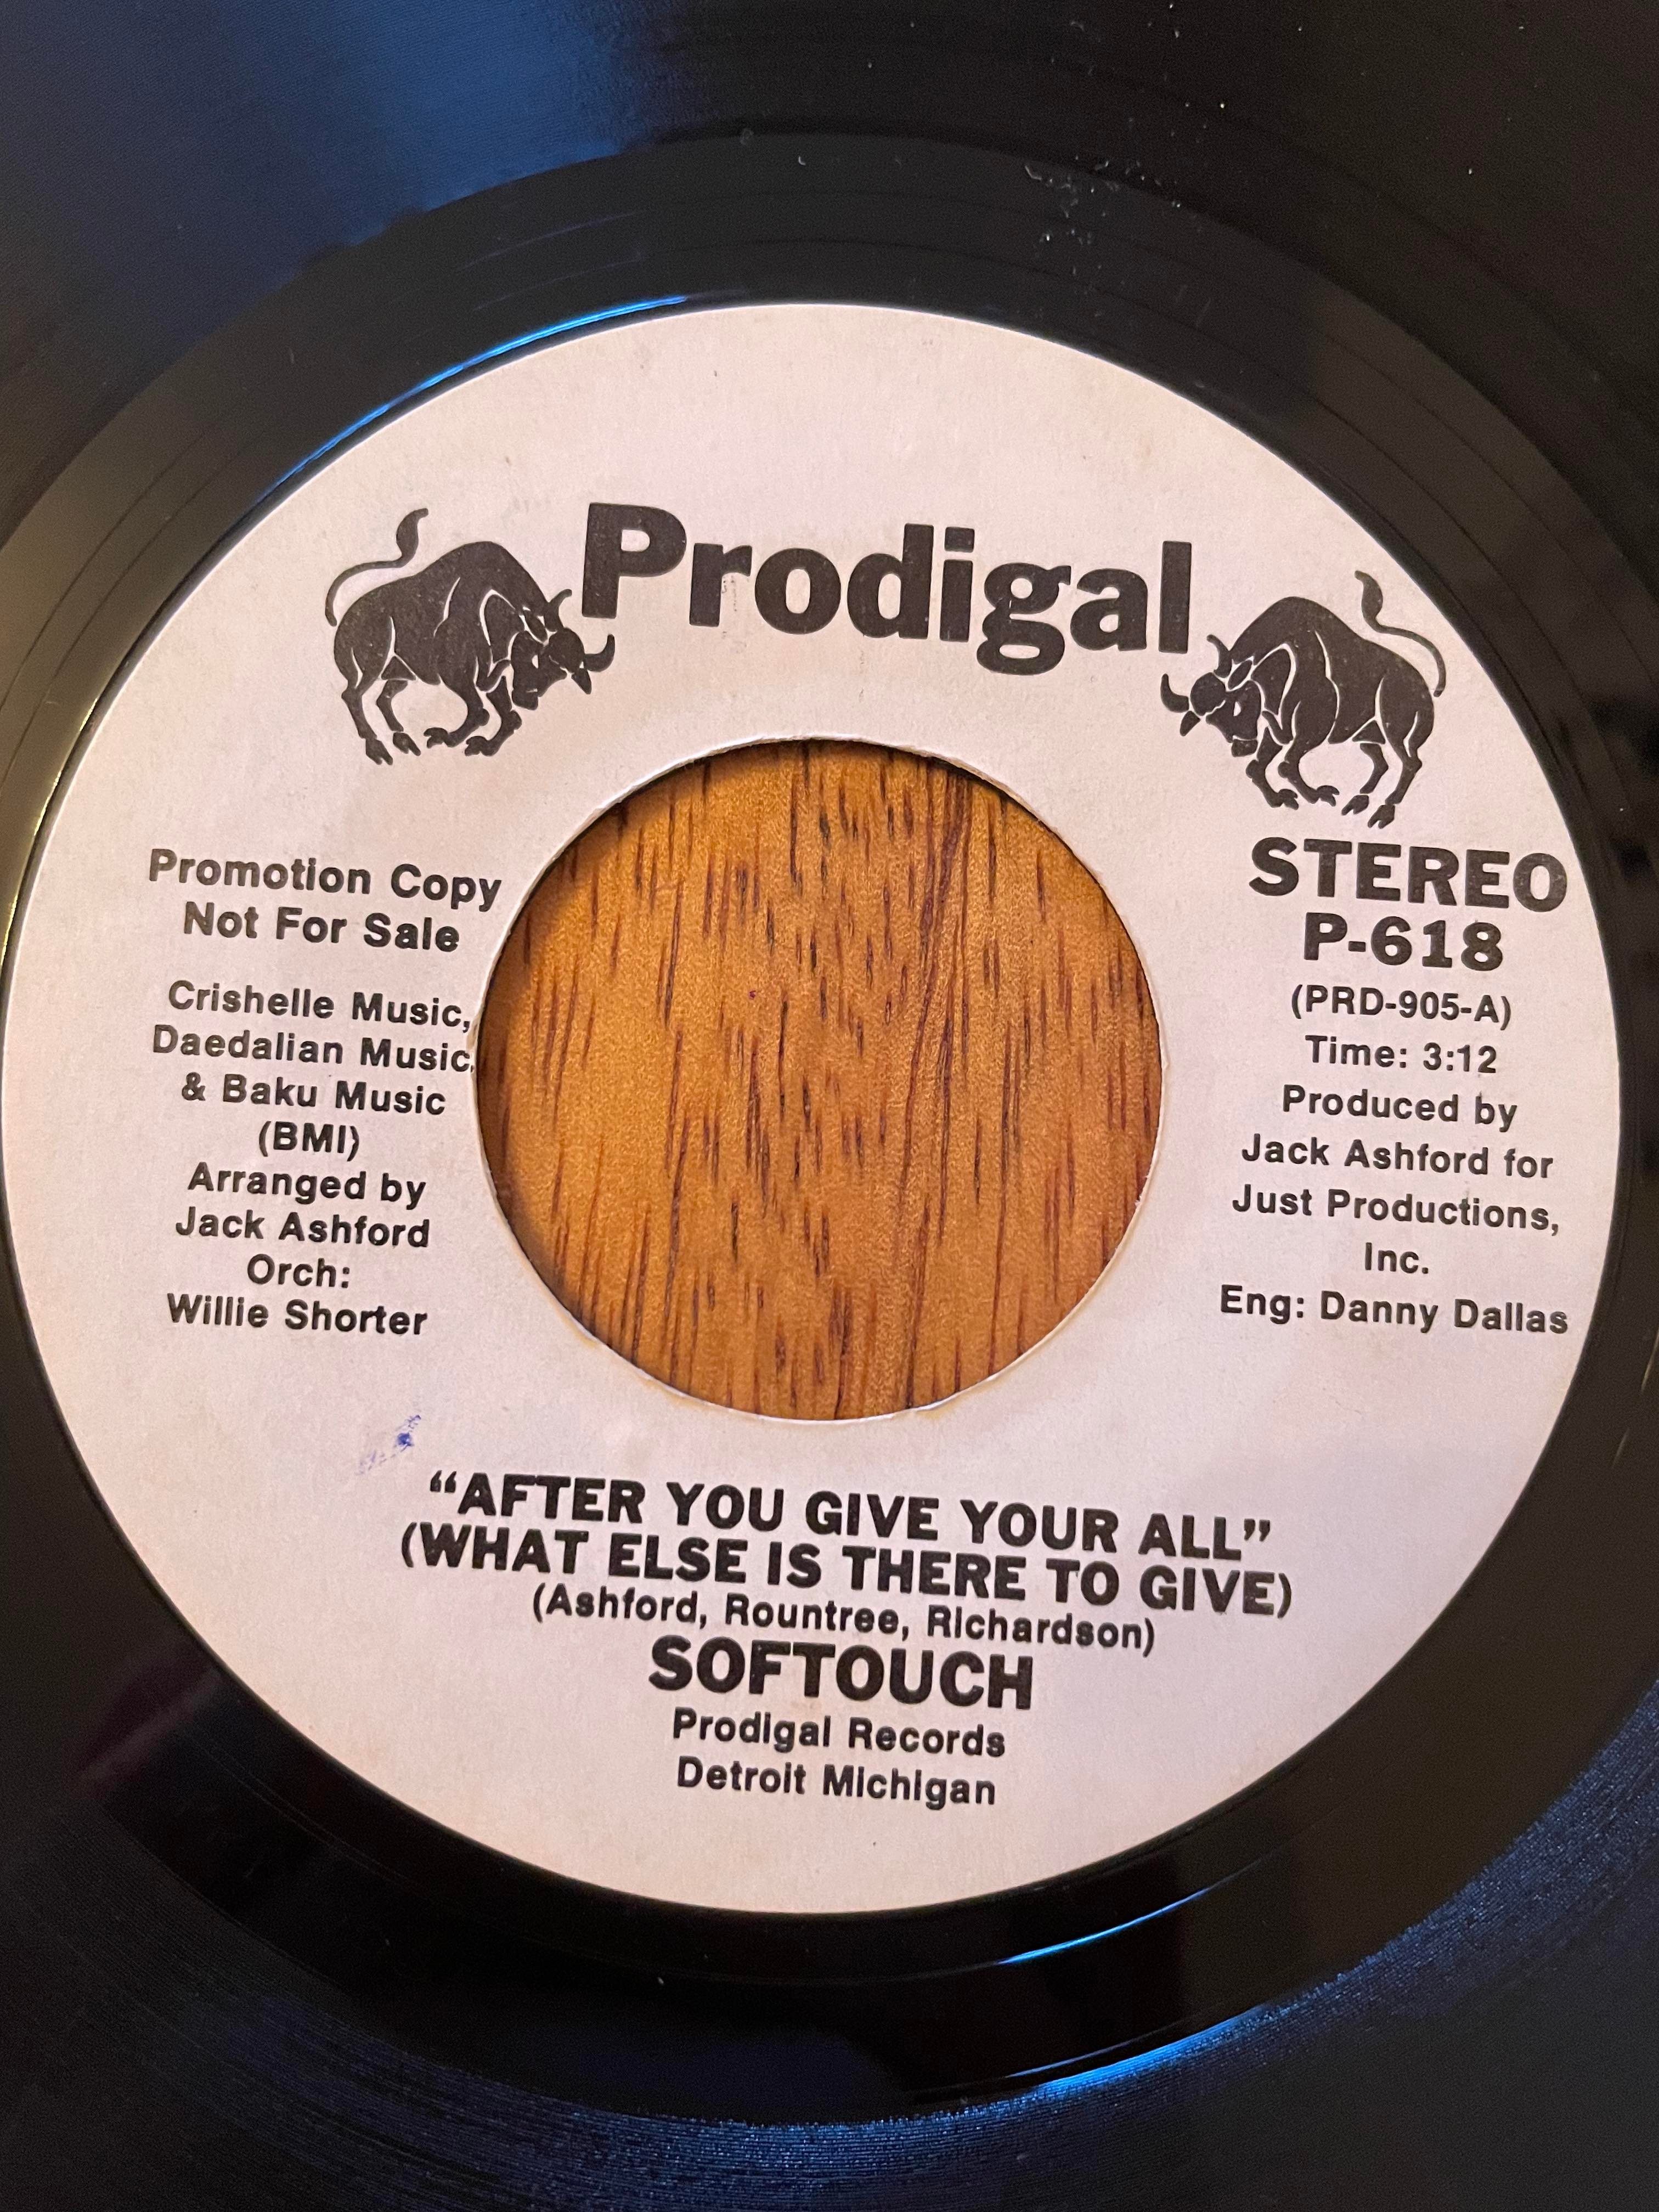 Prodigal
Promotion Copy
Not For Sale
Crishelle Music,
Daedalian Music,
& Baku Music
(BMI)
Arranged by
Jack Ashford
Orch:
Willie Shorter
STEREO
P-618
(PRD-905-A)
Time: 3:12
Produced by
Jack Ashford for
Just Productions,
Inc.
Eng: Danny Dallas
“AFTER YOU GIVE YOUR ALL”
(WHAT ELSE IS THERE TO GIVE)
(Ashford, Rountree, Richardson)
SOFTOUCH
Prodigal Records
Detroit Michigan